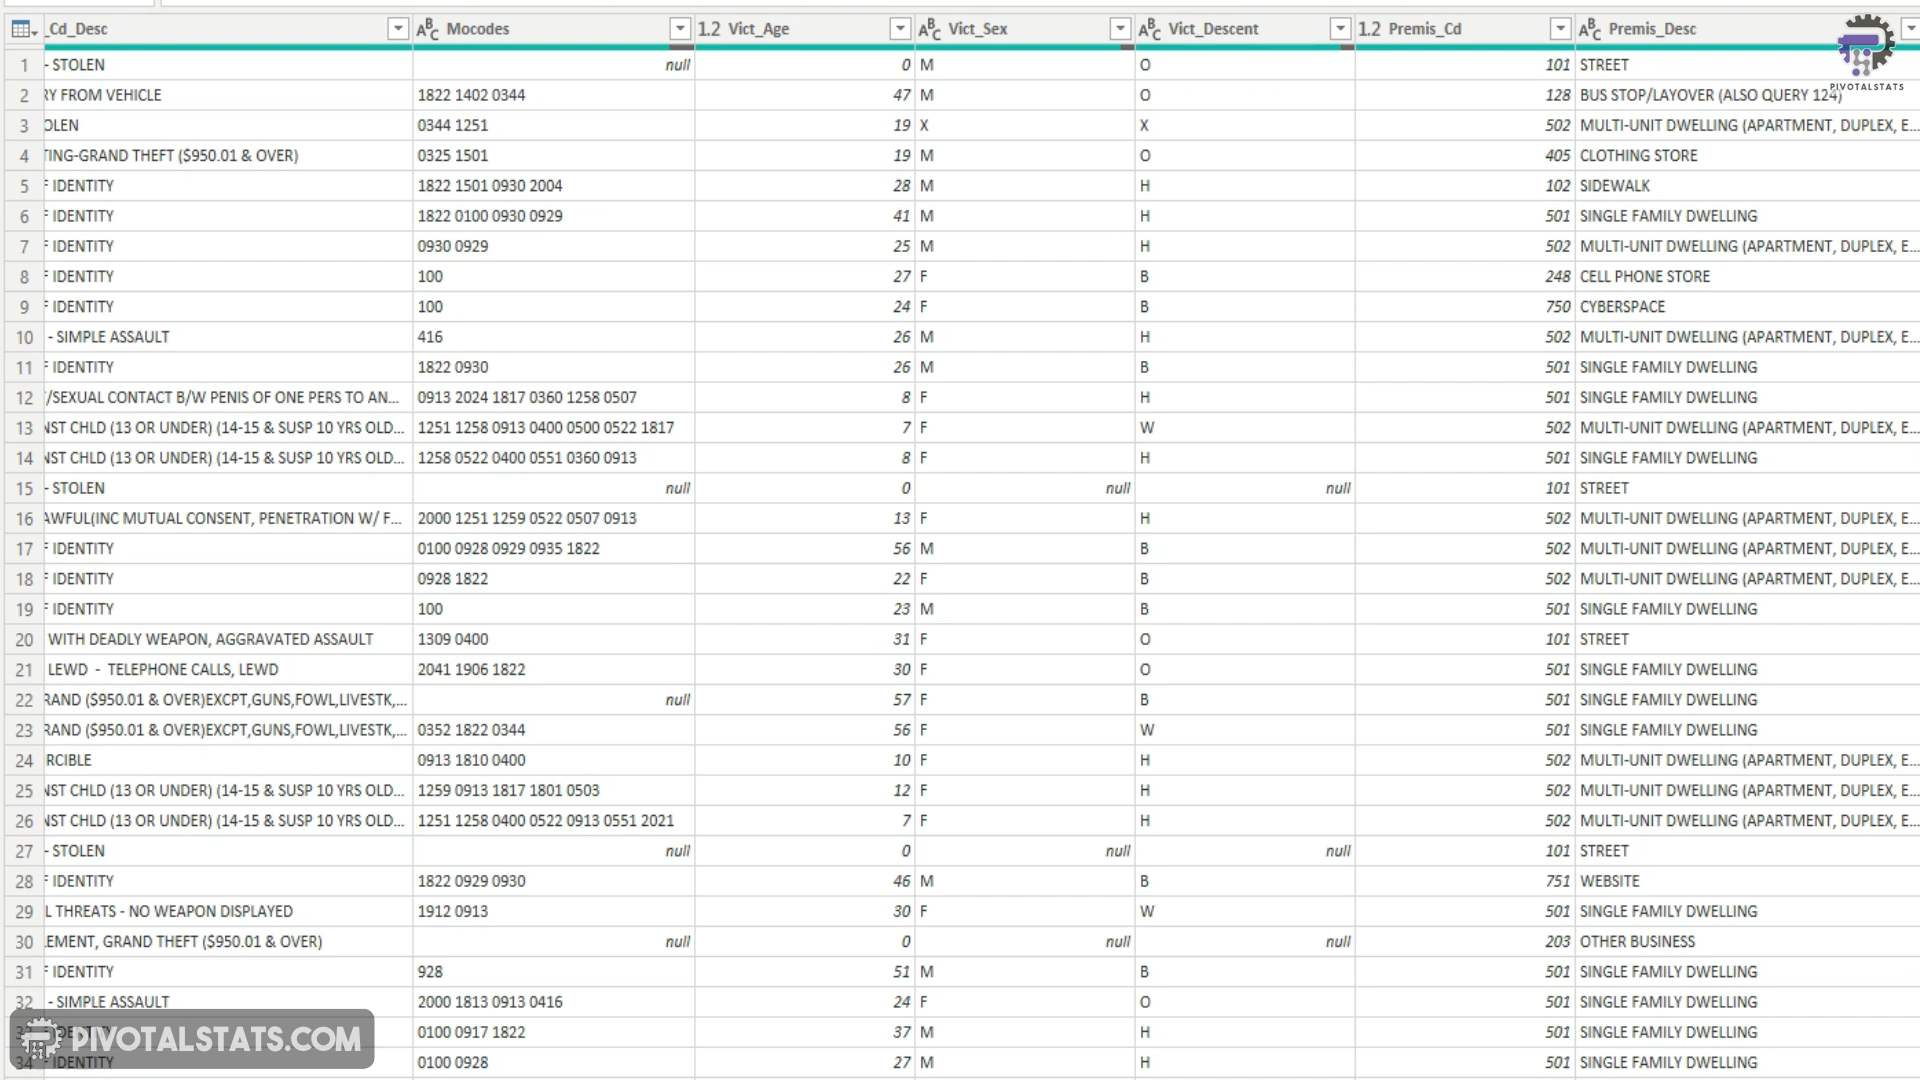 _Cd_Desc ABC Mocodes 1.2 Vict_Age ABC Vict_Sex ABC Vict_Descent 1.2 Premis_Cd ABC Premis_Desc
PIVOTALSTATS
1 - STOLEN null 0 M O 101 STREET
2 RY FROM VEHICLE 1822 1402 0344 47 M O 128 BUS STOP/LAYOVER (ALSO QUERY 124)
3 OLEN 0344 1251 19 X X 502 MULTI-UNIT DWELLING (APARTMENT, DUPLEX, E...
4 TING-GRAND THEFT ($950.01 & OVER) 0325 1501 19 M O 405 CLOTHING STORE
5 F IDENTITY 1822 1501 0930 2004 28 M H 102 SIDEWALK
6 F IDENTITY 1822 0100 0930 0929 41 M H 501 SINGLE FAMILY DWELLING
7 F IDENTITY 0930 0929 25 M H 502 MULTI-UNIT DWELLING (APARTMENT, DUPLEX, E...
8 F IDENTITY 100 27 F B 248 CELL PHONE STORE
9 F IDENTITY 100 24 F B 750 CYBERSPACE
10 - SIMPLE ASSAULT 416 26 M H 502 MULTI-UNIT DWELLING (APARTMENT, DUPLEX, E...
11 F IDENTITY 1822 0930 26 M B 501 SINGLE FAMILY DWELLING
12 /SEXUAL CONTACT B/W PENIS OF ONE PERS TO AN... 0913 2024 1817 0360 1258 0507 8 F H 501 SINGLE FAMILY DWELLING
13 NST CHLD (13 OR UNDER) (14-15 & SUSP 10 YRS OLD... 1251 1258 0913 0400 0500 0522 1817 7 F W 502 MULTI-UNIT DWELLING (APARTMENT, DUPLEX, E...
14 NST CHLD (13 OR UNDER) (14-15 & SUSP 10 YRS OLD... 1258 0522 0400 0551 0360 0913 8 F H 501 SINGLE FAMILY DWELLING
15 - STOLEN null 0 null null 101 STREET
16 AWFUL(INC MUTUAL CONSENT, PENETRATION W/ F... 2000 1251 1259 0522 0507 0913 13 F H 502 MULTI-UNIT DWELLING (APARTMENT, DUPLEX, E...
17 F IDENTITY 0100 0928 0929 0935 1822 56 M B 502 MULTI-UNIT DWELLING (APARTMENT, DUPLEX, E...
18 F IDENTITY 0928 1822 22 F B 502 MULTI-UNIT DWELLING (APARTMENT, DUPLEX, E...
19 F IDENTITY 100 23 M B 501 SINGLE FAMILY DWELLING
20 WITH DEADLY WEAPON, AGGRAVATED ASSAULT 1309 0400 31 F O 101 STREET
21 LEWD - TELEPHONE CALLS, LEWD 2041 1906 1822 30 F O 501 SINGLE FAMILY DWELLING
22 RAND ($950.01 & OVER)EXCPT,GUNS,FOWL,LIVESTK,... null 57 F B 501 SINGLE FAMILY DWELLING
23 RAND ($950.01 & OVER)EXCPT,GUNS,FOWL,LIVESTK,... 0352 1822 0344 56 F W 501 SINGLE FAMILY DWELLING
24 RCIBLE 0913 1810 0400 10 F H 502 MULTI-UNIT DWELLING (APARTMENT, DUPLEX, E...
25 NST CHLD (13 OR UNDER) (14-15 & SUSP 10 YRS OLD... 1259 0913 1817 1801 0503 12 F H 502 MULTI-UNIT DWELLING (APARTMENT, DUPLEX, E...
26 NST CHLD (13 OR UNDER) (14-15 & SUSP 10 YRS OLD... 1251 1258 0400 0522 0913 0551 2021 7 F H 502 MULTI-UNIT DWELLING (APARTMENT, DUPLEX, E...
27 - STOLEN null 0 null null 101 STREET
28 F IDENTITY 1822 0929 0930 46 M B 751 WEBSITE
29 L THREATS - NO WEAPON DISPLAYED 1912 0913 30 F W 501 SINGLE FAMILY DWELLING
30 EMENT, GRAND THEFT ($950.01 & OVER) null 0 null null 203 OTHER BUSINESS
31 F IDENTITY 928 51 M B 501 SINGLE FAMILY DWELLING
32 - SIMPLE ASSAULT 2000 1813 0913 0416 24 F O 501 SINGLE FAMILY DWELLING
33 F IDENTITY 0100 0917 1822 37 M H 501 SINGLE FAMILY DWELLING
PIVOTALSTATS.COM
34 F IDENTITY 0100 0928 27 M H 501 SINGLE FAMILY DWELLING